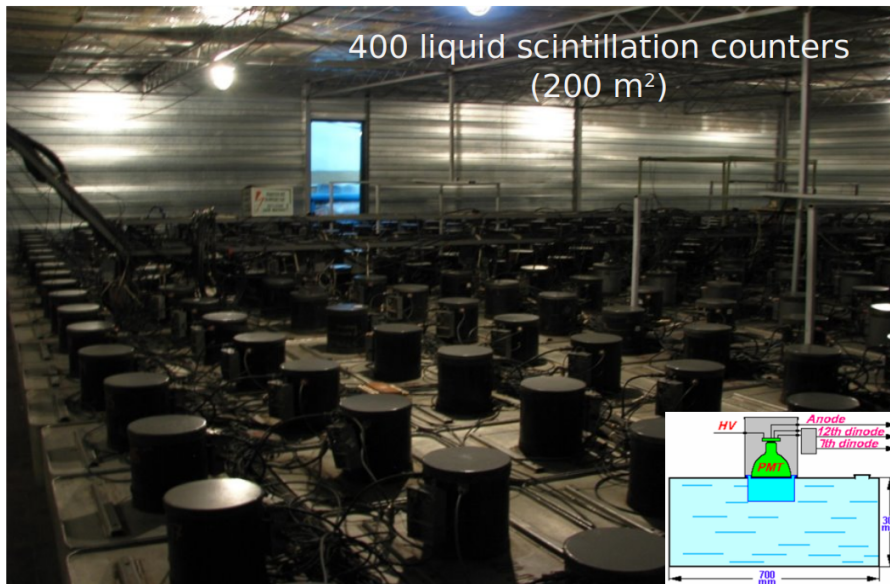 400 liquid scintillation counters
(200 m²)
HV
Anode
12th dinode
7th dinode
PMT
700
mm